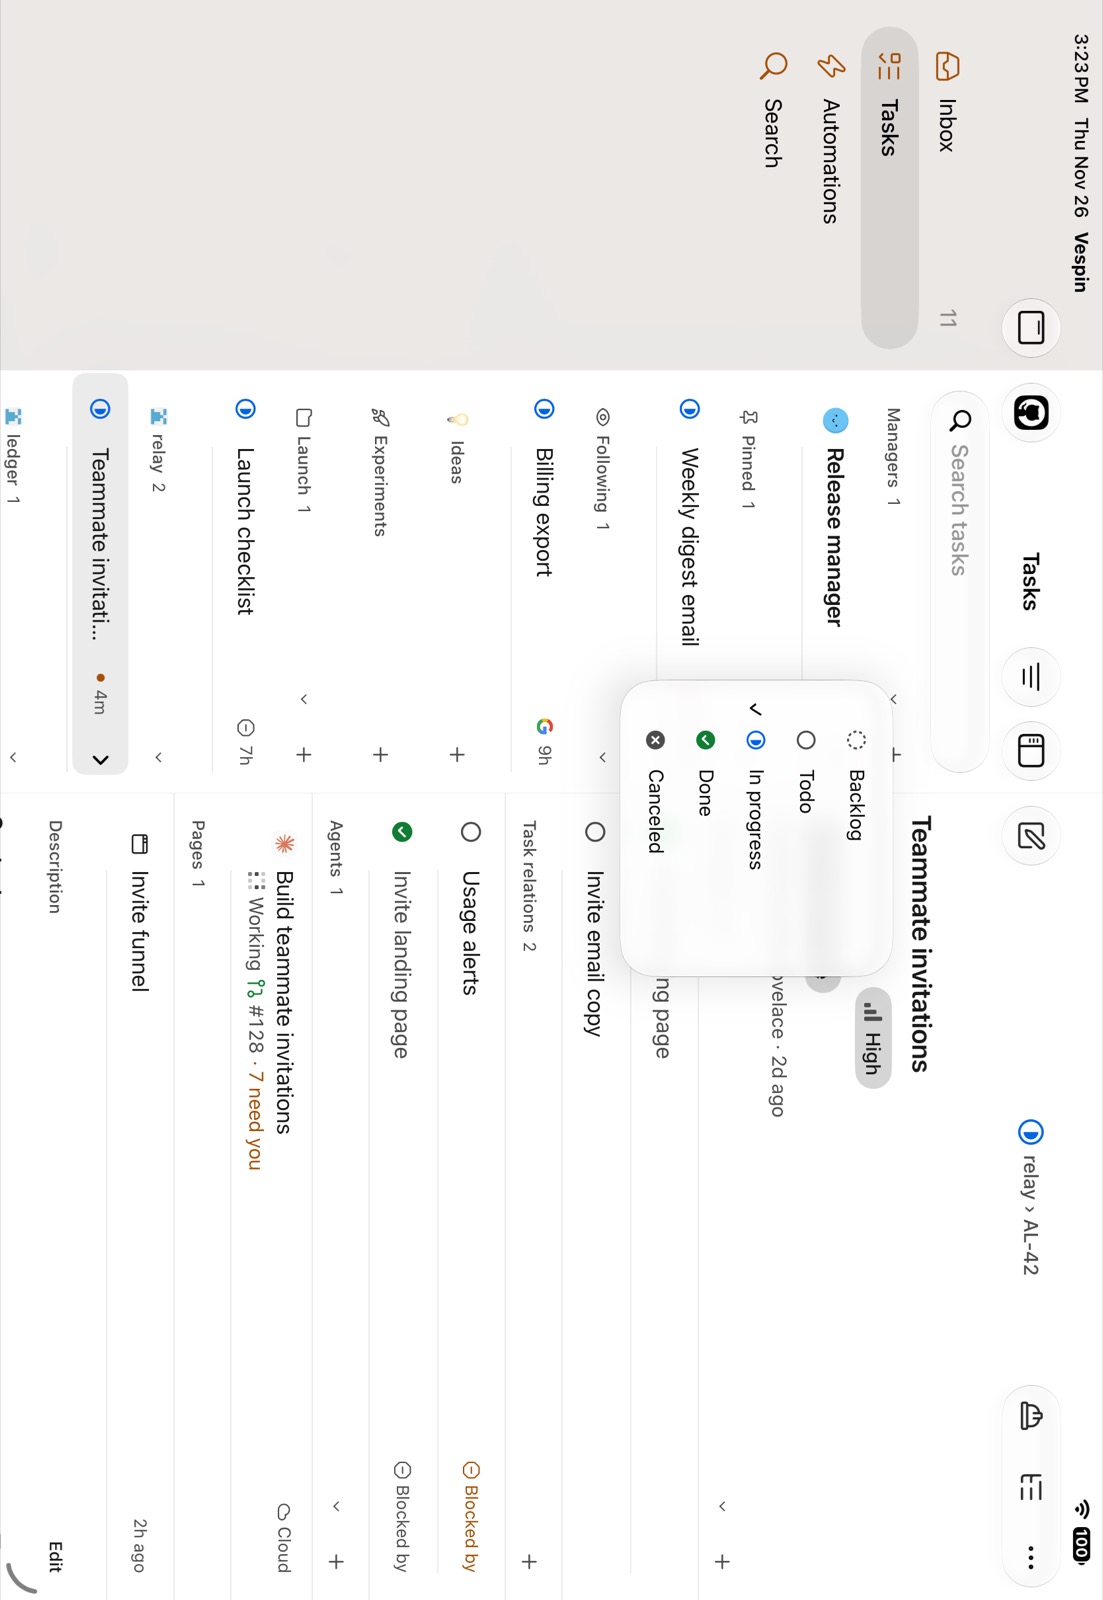 3:23 PM Thu Nov 26 Vespin
100
Inbox 11
Tasks
Automations
Search
Tasks
Search tasks
Managers 1
Release manager
Pinned 1
Weekly digest email
Following 1
Billing export 9h
Ideas
Experiments
Launch 1
Launch checklist 7h
relay 2
Teammate invitati... 4m
ledger 1
Backlog
Todo
In progress
Done
Canceled
relay › AL-42
Teammate invitations
High
ovelace · 2d ago
ng page
Invite email copy
Task relations 2
Usage alerts Blocked by
Invite landing page Blocked by
Agents 1
Build teammate invitations Cloud
Working #128 · 7 need you
Pages 1
Invite funnel 2h ago
Description Edit